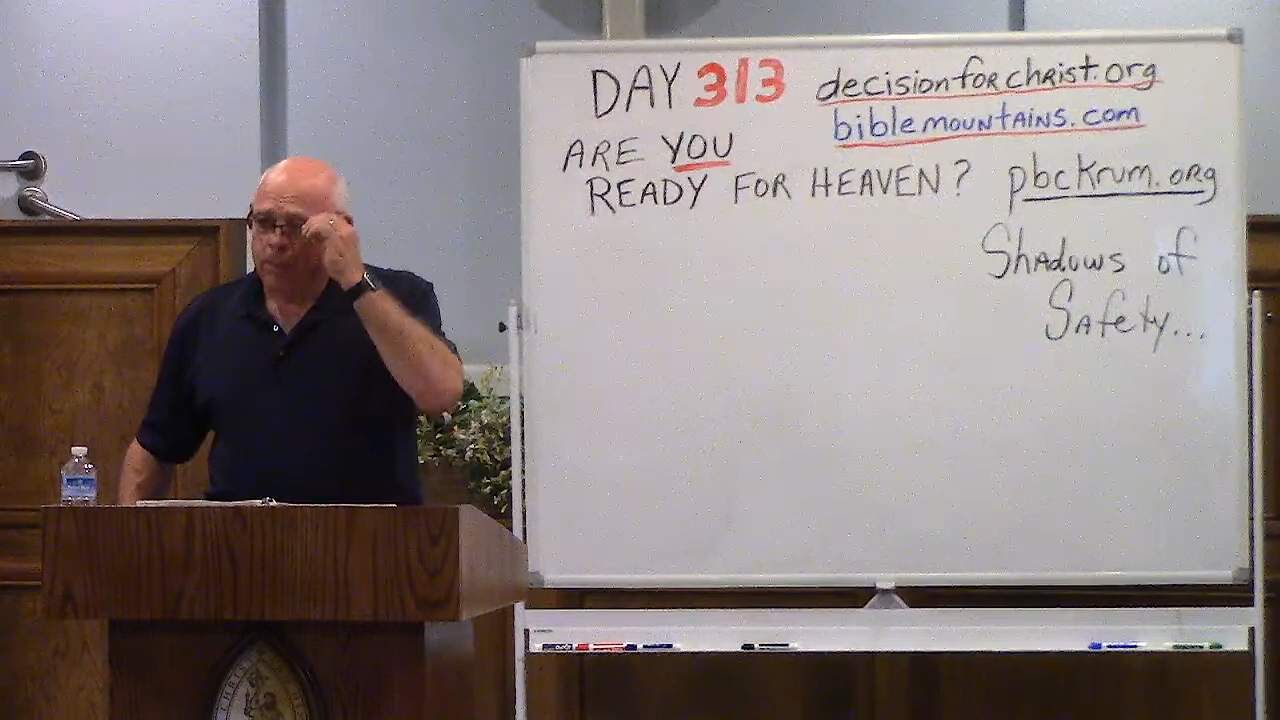 DAY 313 decisionforchrist.org
biblemountains.com
ARE YOU
READY FOR HEAVEN? pbckrum.org
Shadows of
Safety...